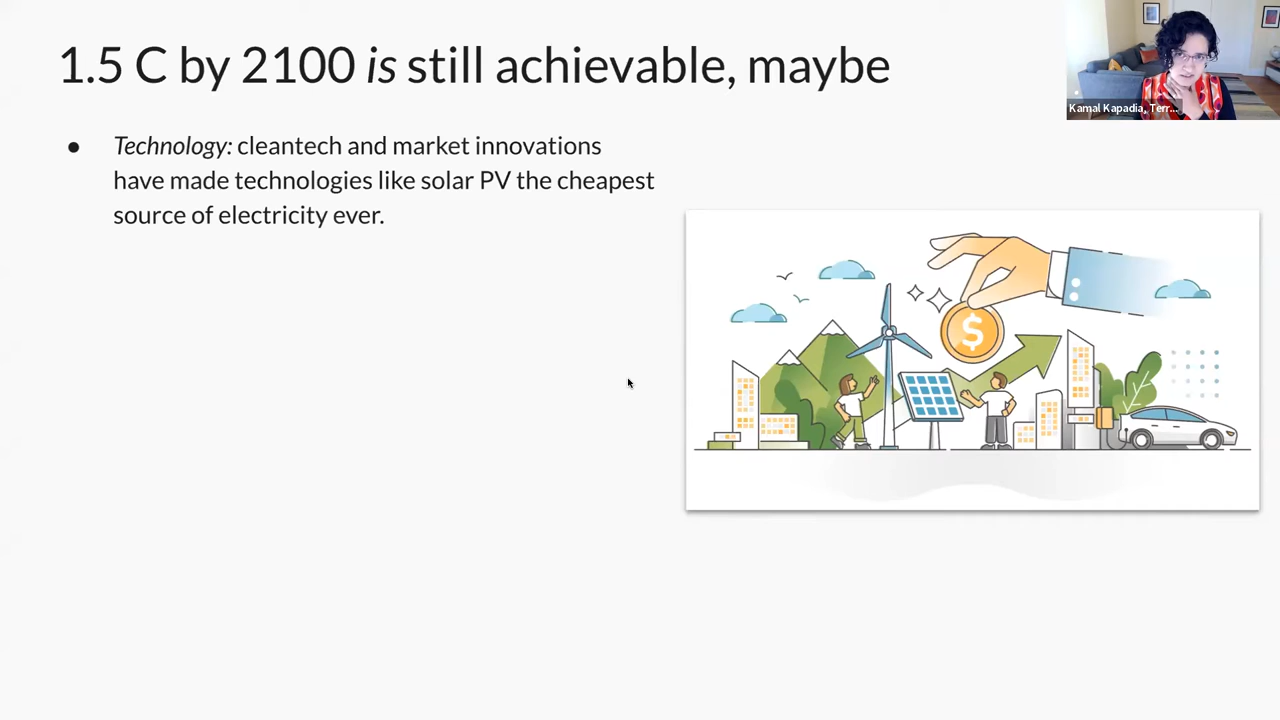 1.5 C by 2100 is still achievable, maybe
Kamal Kapadia, Terr...
● Technology: cleantech and market innovations
have made technologies like solar PV the cheapest
source of electricity ever.
$